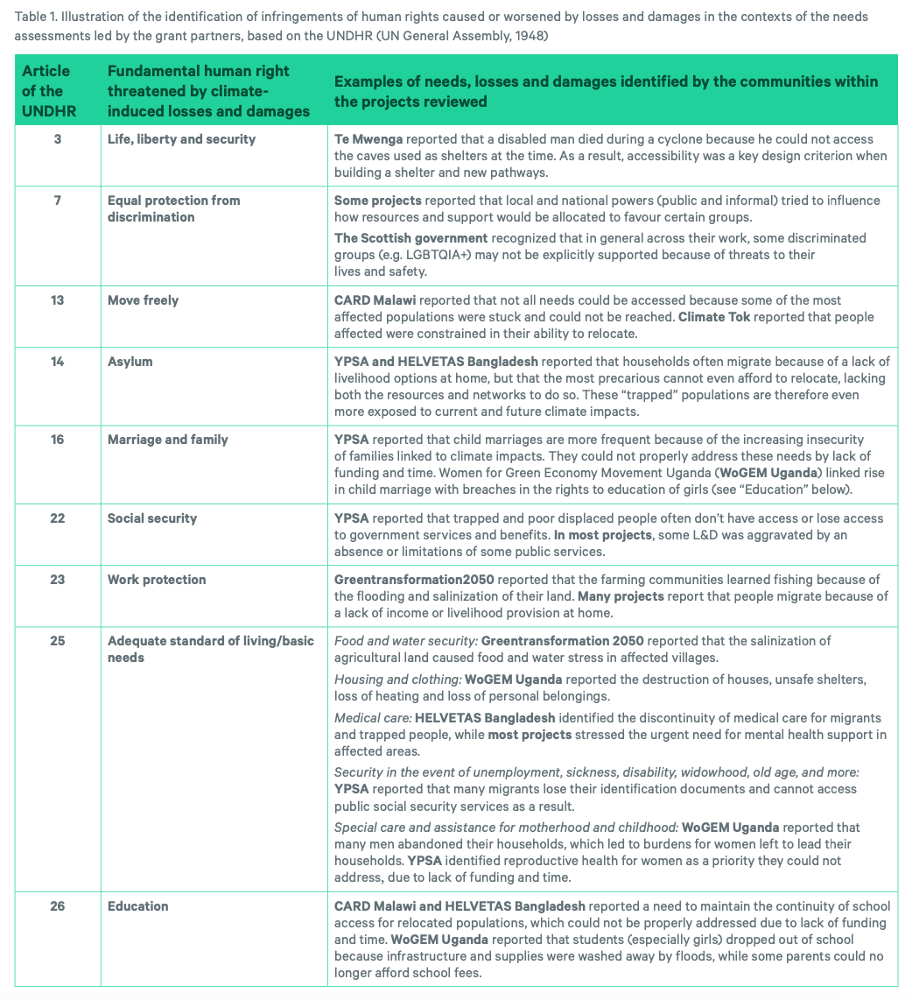 Table 1. Illustration of the identification of infringements of human rights caused or worsened by losses and damages in the contexts of the needs
assessments led by the grant partners, based on the UNDHR (UN General Assembly, 1948)
Article
of the
UNDHR
Fundamental human right
threatened by climate-
induced losses and damages
Examples of needs, losses and damages identified by the communities within
the projects reviewed
3
Life, liberty and security
Te Mwenga reported that a disabled man died during a cyclone because he could not access
the caves used as shelters at the time. As a result, accessibility was a key design criterion when
building a shelter and new pathways.
7
Equal protection from
discrimination
Some projects reported that local and national powers (public and informal) tried to influence
how resources and support would be allocated to favour certain groups.
The Scottish government recognized that in general across their work, some discriminated
groups (e.g. LGBTQIA+) may not be explicitly supported because of threats to their
lives and safety.
13
Move freely
CARD Malawi reported that not all needs could be accessed because some of the most
affected populations were stuck and could not be reached. Climate Tok reported that people
affected were constrained in their ability to relocate.
14
Asylum
YPSA and HELVETAS Bangladesh reported that households often migrate because of a lack of
livelihood options at home, but that the most precarious cannot even afford to relocate, lacking
both the resources and networks to do so. These “trapped” populations are therefore even
more exposed to current and future climate impacts.
16
Marriage and family
YPSA reported that child marriages are more frequent because of the increasing insecurity
of families linked to climate impacts. They could not properly address these needs by lack of
funding and time. Women for Green Economy Movement Uganda (WoGEM Uganda) linked rise
in child marriage with breaches in the rights to education of girls (see “Education” below).
22
Social security
YPSA reported that trapped and poor displaced people often don’t have access or lose access
to government services and benefits. In most projects, some L&D was aggravated by an
absence or limitations of some public services.
23
Work protection
Greentransformation2050 reported that the farming communities learned fishing because of
the flooding and salinization of their land. Many projects report that people migrate because of
a lack of income or livelihood provision at home.
25
Adequate standard of living/basic
needs
Food and water security: Greentransformation 2050 reported that the salinization of
agricultural land caused food and water stress in affected villages.
Housing and clothing: WoGEM Uganda reported the destruction of houses, unsafe shelters,
loss of heating and loss of personal belongings.
Medical care: HELVETAS Bangladesh identified the discontinuity of medical care for migrants
and trapped people, while most projects stressed the urgent need for mental health support in
affected areas.
Security in the event of unemployment, sickness, disability, widowhood, old age, and more:
YPSA reported that many migrants lose their identification documents and cannot access
public social security services as a result.
Special care and assistance for motherhood and childhood: WoGEM Uganda reported that
many men abandoned their households, which led to burdens for women left to lead their
households. YPSA identified reproductive health for women as a priority they could not
address, due to lack of funding and time.
26
Education
CARD Malawi and HELVETAS Bangladesh reported a need to maintain the continuity of school
access for relocated populations, which could not be properly addressed due to lack of funding
and time. WoGEM Uganda reported that students (especially girls) dropped out of school
because infrastructure and supplies were washed away by floods, while some parents could no
longer afford school fees.